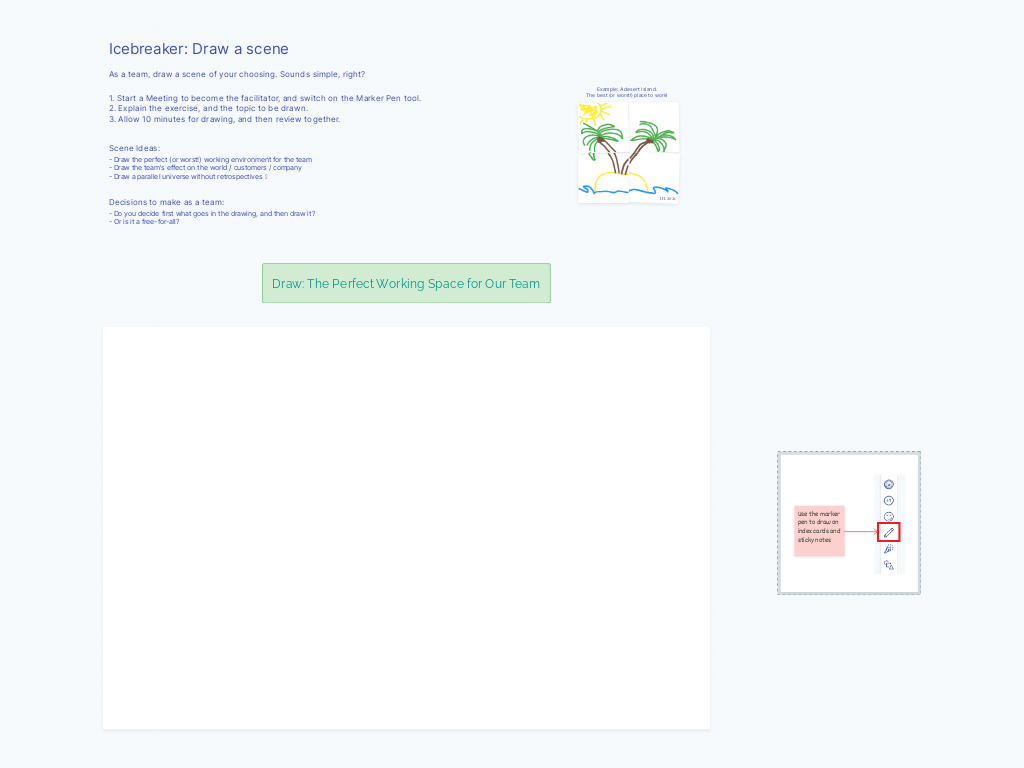 Icebreaker: Draw a scene
As a team, draw a scene of your choosing. Sounds simple, right?
1. Start a Meeting to become the facilitator, and switch on the Marker Pen tool.
2. Explain the exercise, and the topic to be drawn.
3. Allow 10 minutes for drawing, and then review together.
Scene Ideas:
- Draw the perfect (or worst!) working environment for the team
- Draw the team's effect on the world / customers / company
- Draw a parallel universe without retrospectives
Decisions to make as a team:
- Do you decide first what goes in the drawing, and then draw it?
- Or is it a free-for-all?
Example: A desert island.
The best (or worst!) place to work!
Draw: The Perfect Working Space for Our Team
Use the marker
pen to draw on
index cards and
sticky notes